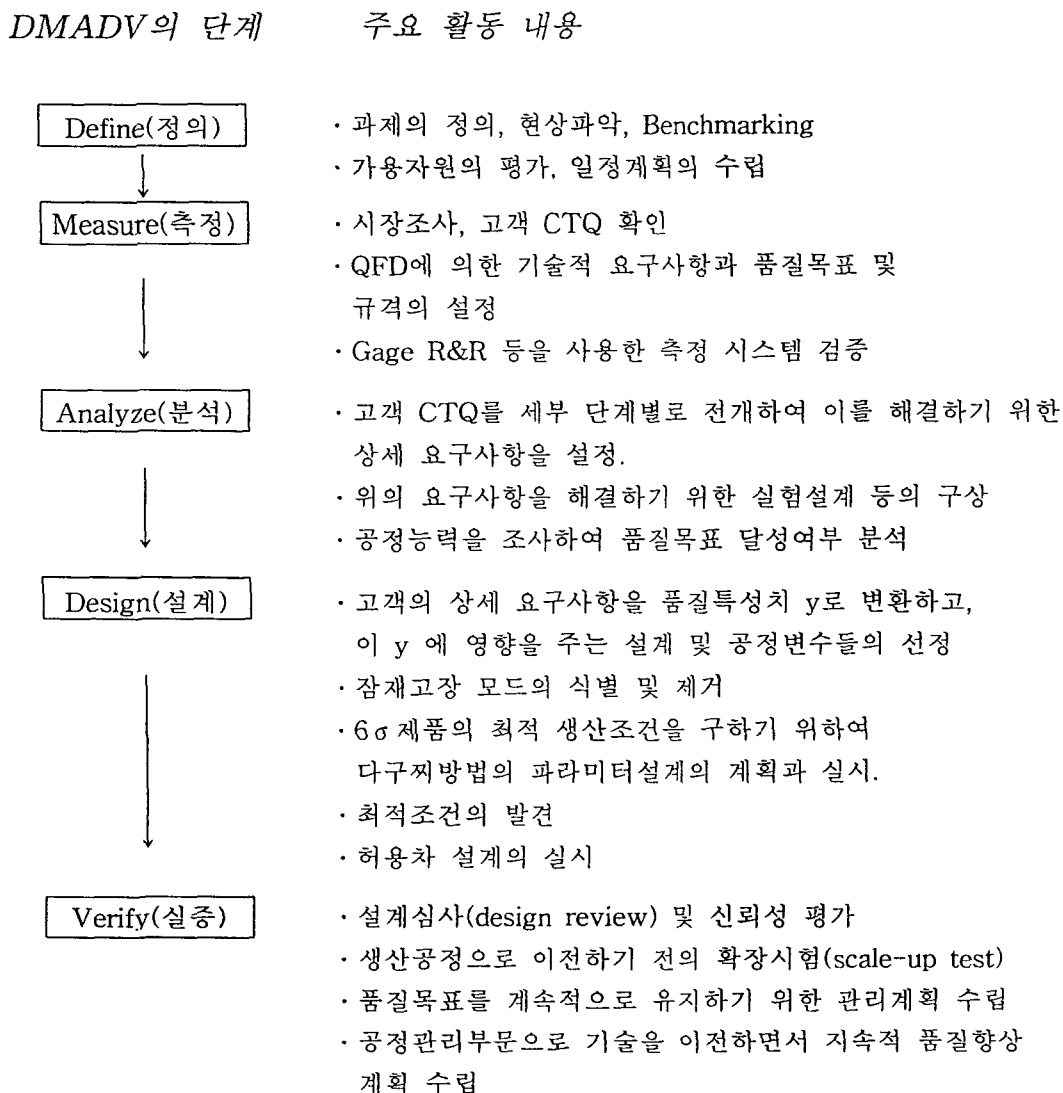 DMADV의 단계 주요 활동 내용
Define(정의)
· 과제의 정의, 현상파악, Benchmarking
· 가용자원의 평가, 일정계획의 수립
Measure(측정)
· 시장조사, 고객 CTQ 확인
· QFD에 의한 기술적 요구사항과 품질목표 및
규격의 설정
· Gage R&R 등을 사용한 측정 시스템 검증
Analyze(분석)
· 고객 CTQ를 세부 단계별로 전개하여 이를 해결하기 위한
상세 요구사항을 설정.
· 위의 요구사항을 해결하기 위한 실험설계 등의 구상
· 공정능력을 조사하여 품질목표 달성여부 분석
Design(설계)
· 고객의 상세 요구사항을 품질특성치 y로 변환하고,
이 y 에 영향을 주는 설계 및 공정변수들의 선정
· 잠재고장 모드의 식별 및 제거
· 6σ 제품의 최적 생산조건을 구하기 위하여
다구찌방법의 파라미터설계의 계획과 실시.
· 최적조건의 발견
· 허용차 설계의 실시
Verify(실증)
· 설계심사(design review) 및 신뢰성 평가
· 생산공정으로 이전하기 전의 확장시험(scale-up test)
· 품질목표를 계속적으로 유지하기 위한 관리계획 수립
· 공정관리부문으로 기술을 이전하면서 지속적 품질향상
계획 수립